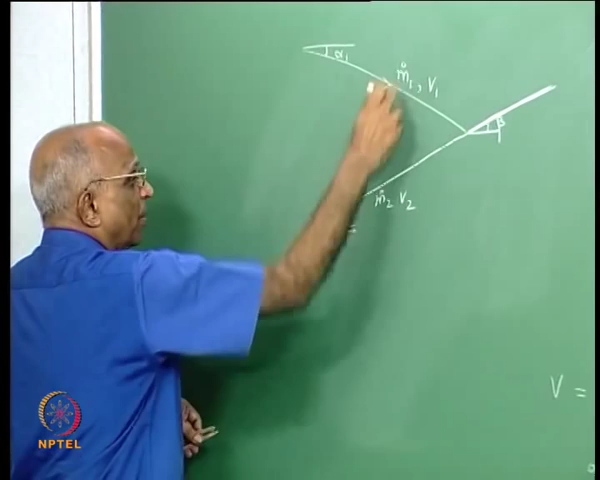 α₁
ṁ₁, V₁
β
ṁ₂ V₂
=
V =
NPTEL